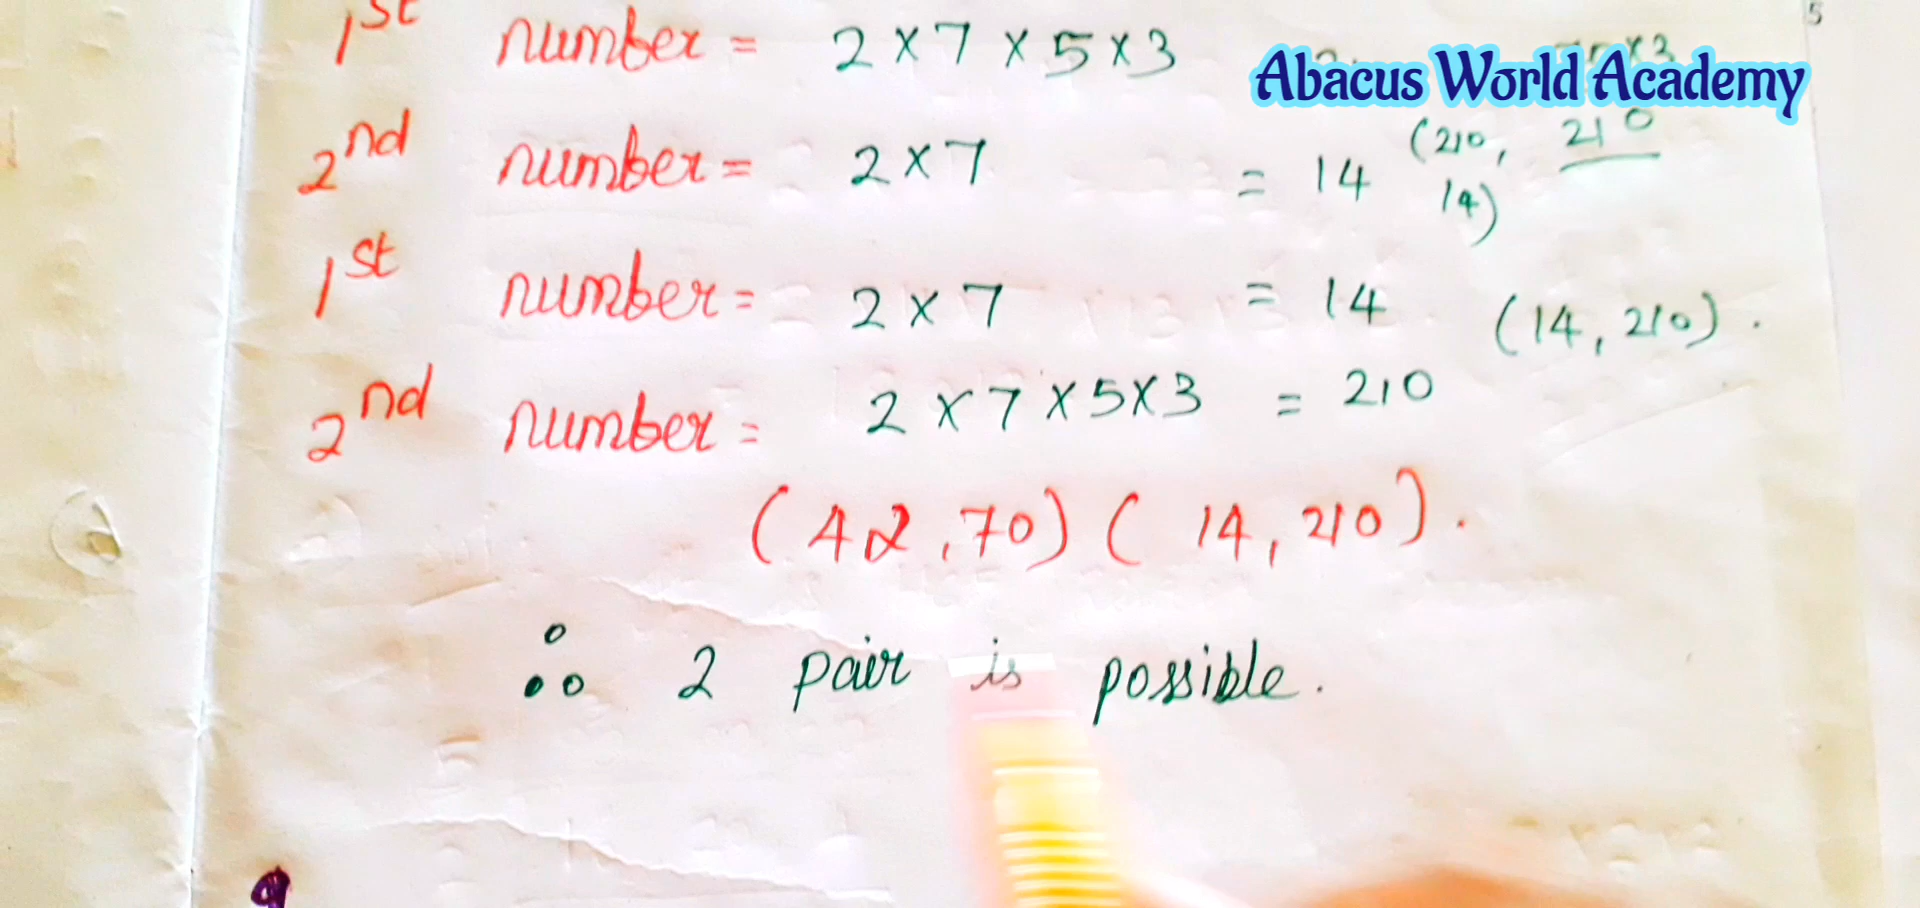 5
1st number = 2 x 7 x 5 x 3
Abacus World Academy
2nd number = 2 x 7 = 14 (210, 14) 210
1st number = 2 x 7 = 14 (14, 210).
2nd number = 2 x 7 x 5 x 3 = 210
(42, 70) ( 14, 210).
∴ 2 pair is possible.